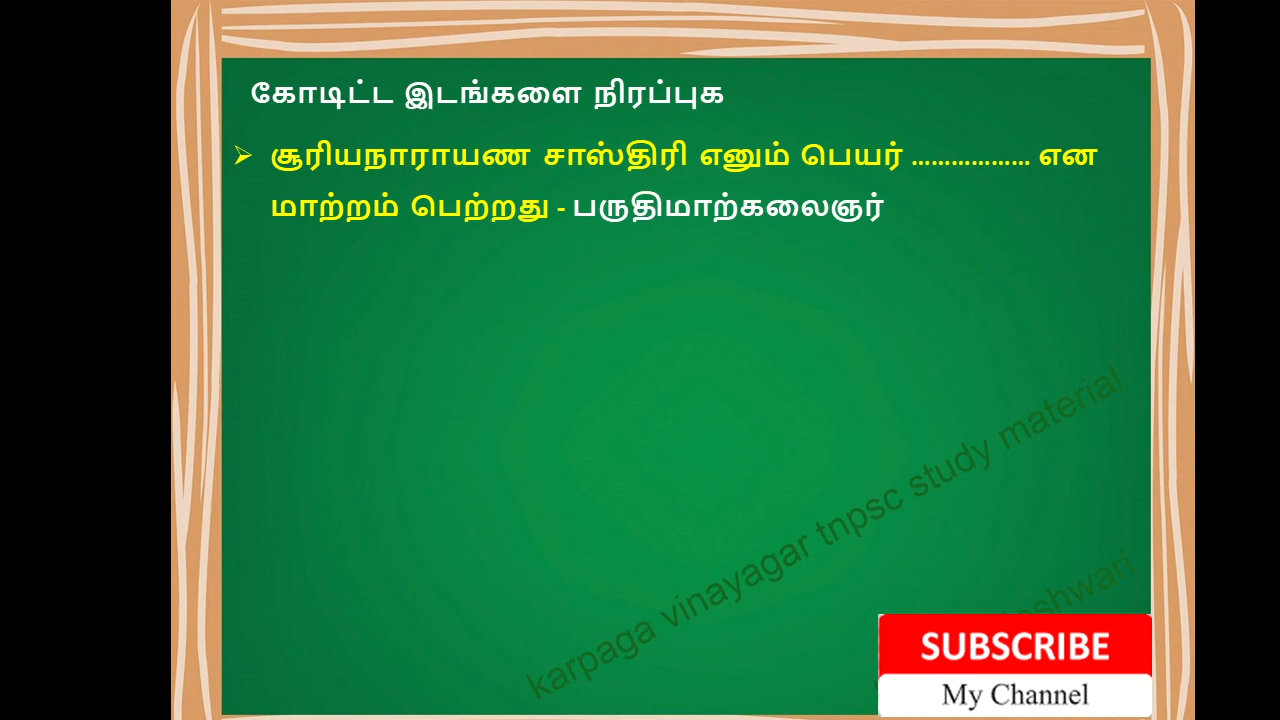 கோடிட்ட இடங்களை நிரப்புக
சூரியநாராயண சாஸ்திரி எனும் பெயர் .................. என
மாற்றம் பெற்றது - பருதிமாற்கலைஞர்
karpaga vinayagar tnpsc study material
SUBSCRIBE
My Channel